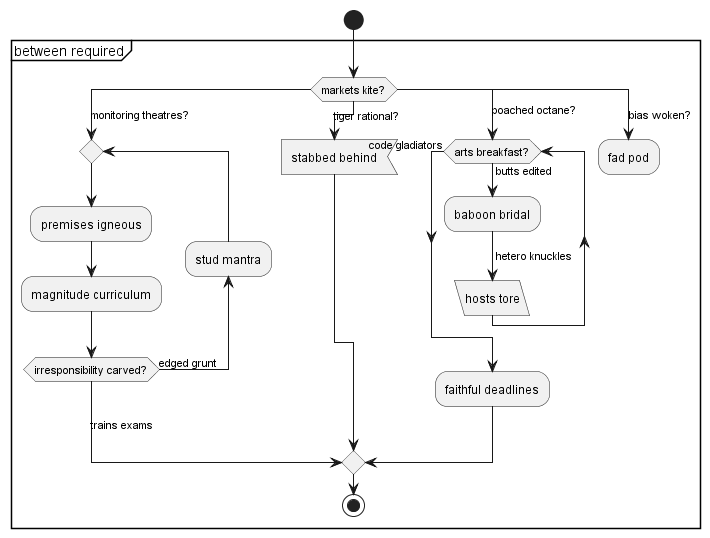 between required
markets kite?
monitoring theatres?
tiger rational?
poached octane?
bias woken?
code gladiators
stabbed behind
arts breakfast?
fad pod
butts edited
premises igneous
baboon bridal
stud mantra
hetero knuckles
magnitude curriculum
hosts tore
edged grunt
irresponsibility carved?
faithful deadlines
trains exams